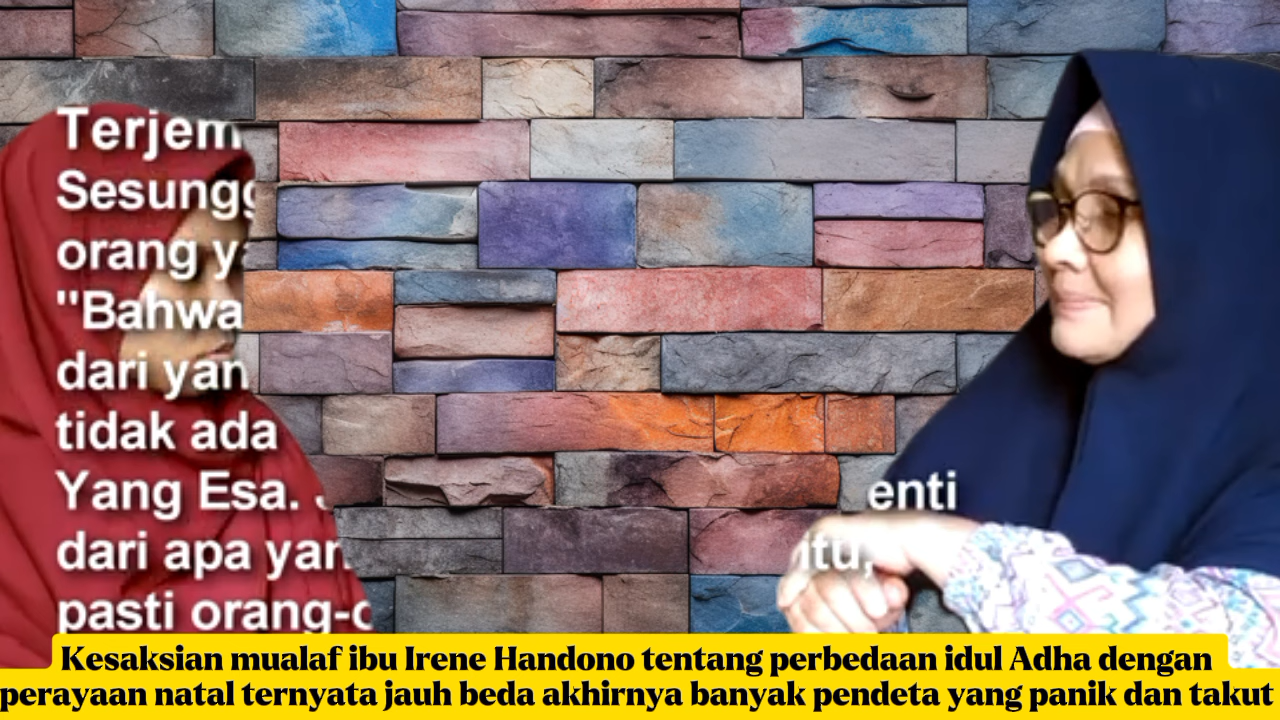 Terjem
Sesungg
orang ya
"Bahwa
dari yan
tidak ada
Yang Esa.
enti
dari apa yan
itu,
pasti orang-o
Kesaksian mualaf ibu Irene Handono tentang perbedaan idul Adha dengan
perayaan natal ternyata jauh beda akhirnya banyak pendeta yang panik dan takut